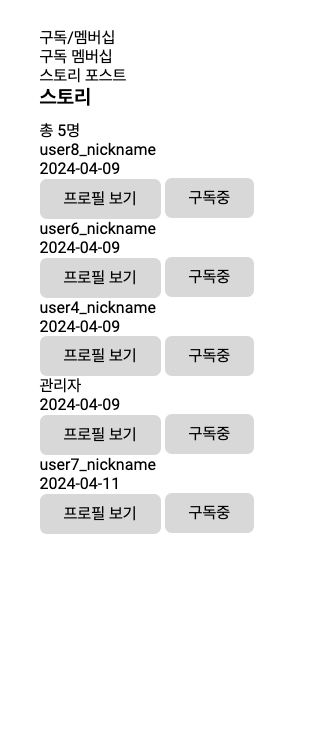 구독/멤버십
구독 멤버십
스토리 포스트
스토리
총 5명
user8_nickname
2024-04-09
프로필 보기 구독중
user6_nickname
2024-04-09
프로필 보기 구독중
user4_nickname
2024-04-09
프로필 보기 구독중
관리자
2024-04-09
프로필 보기 구독중
user7_nickname
2024-04-11
프로필 보기 구독중